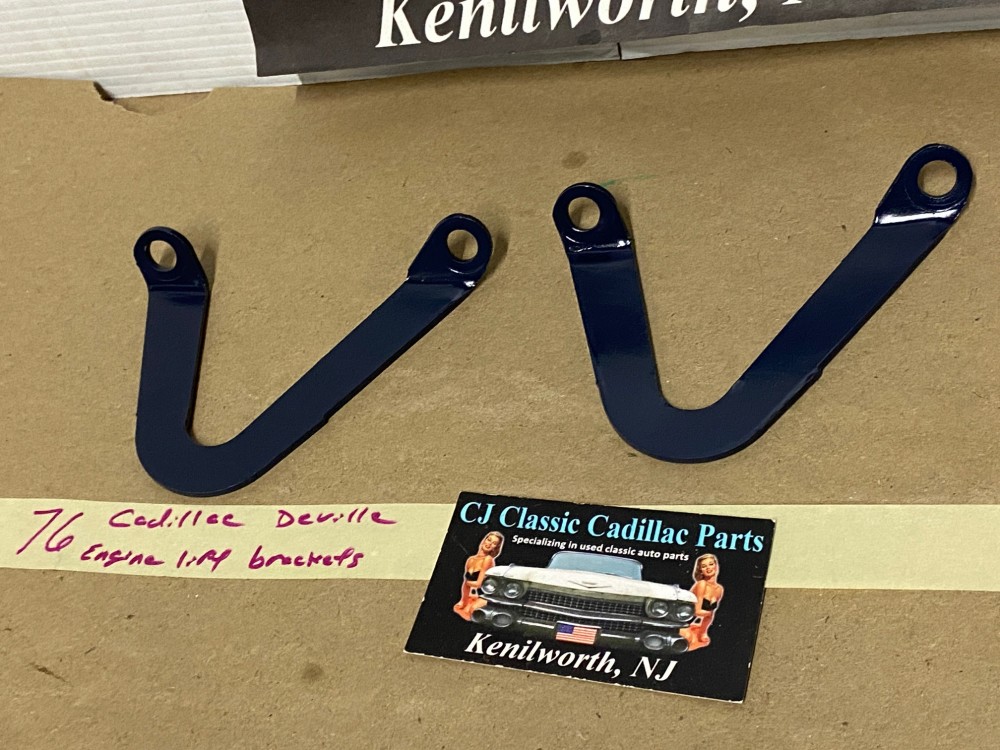 Kenilworth,
76 Cadillac Deville
Engine lift brackets
CJ Classic Cadillac Parts
Specializing in used classic auto parts
Kenilworth, NJ